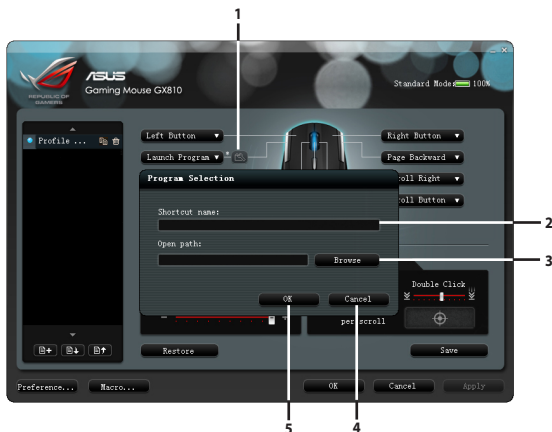 1
ASUS
Gaming Mouse GX810
REPUBLIC OF
GAMERS
Standard Mode 100%
Profile ...
Left Button
Right Button
Launch Program
Page Backward
oll Right
oll Button
Program Selection
Shortcut name:
2
Open path:
Browse
3
OK
Cancel
Double Click
per scroll
Restore
Save
Preference...
Macro...
OK
Cancel
Apply
5
4